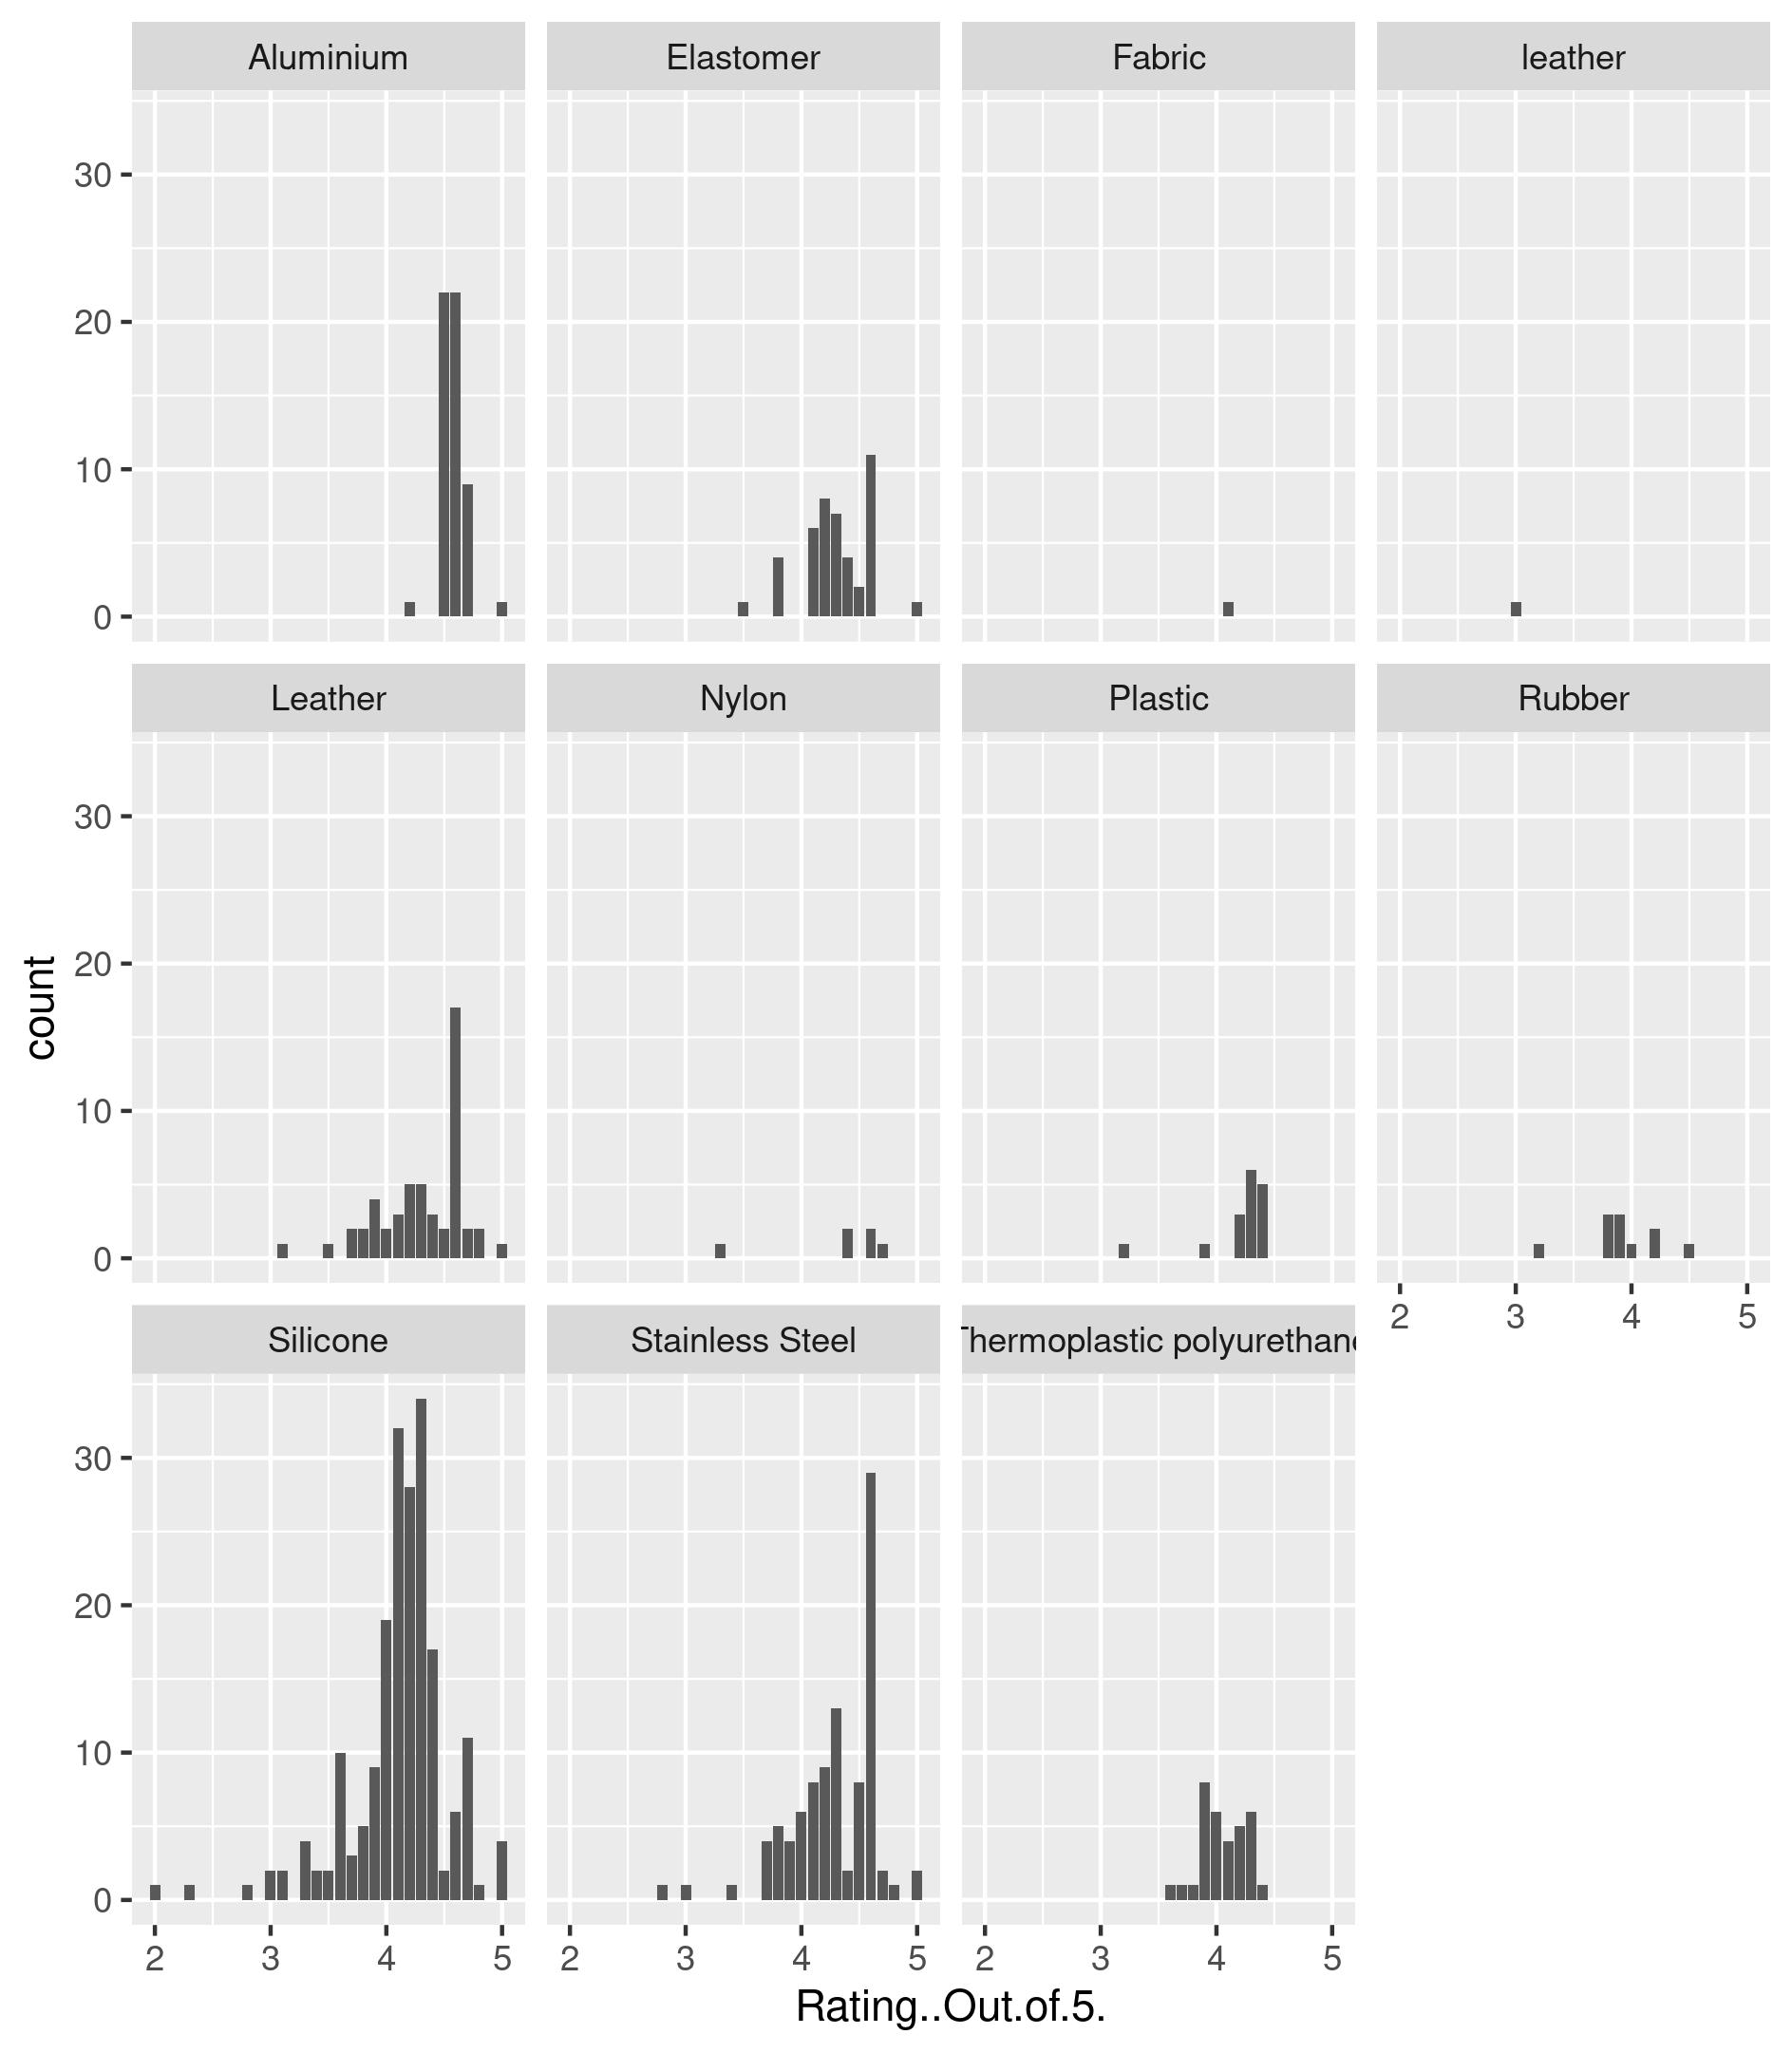 Aluminium Elastomer Fabric leather
30
20
10
0
Leather Nylon Plastic Rubber
30
20
10
0
2 3 4 5
Silicone Stainless Steel Thermoplastic polyurethane
30
20
10
0
2 3 4 5 2 3 4 5 2 3 4 5
count
Rating..Out.of.5.